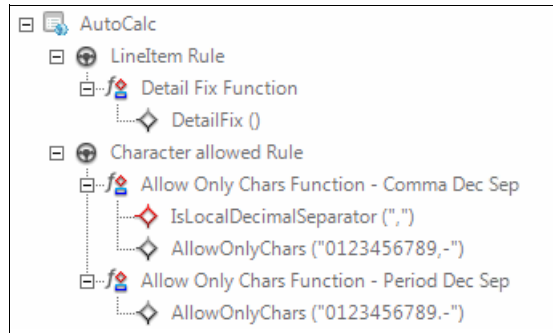 AutoCalc
LineItem Rule
Detail Fix Function
DetailFix ()
Character allowed Rule
Allow Only Chars Function - Comma Dec Sep
IsLocalDecimalSeparator (",")
AllowOnlyChars ("0123456789,-")
Allow Only Chars Function - Period Dec Sep
AllowOnlyChars ("0123456789.-")